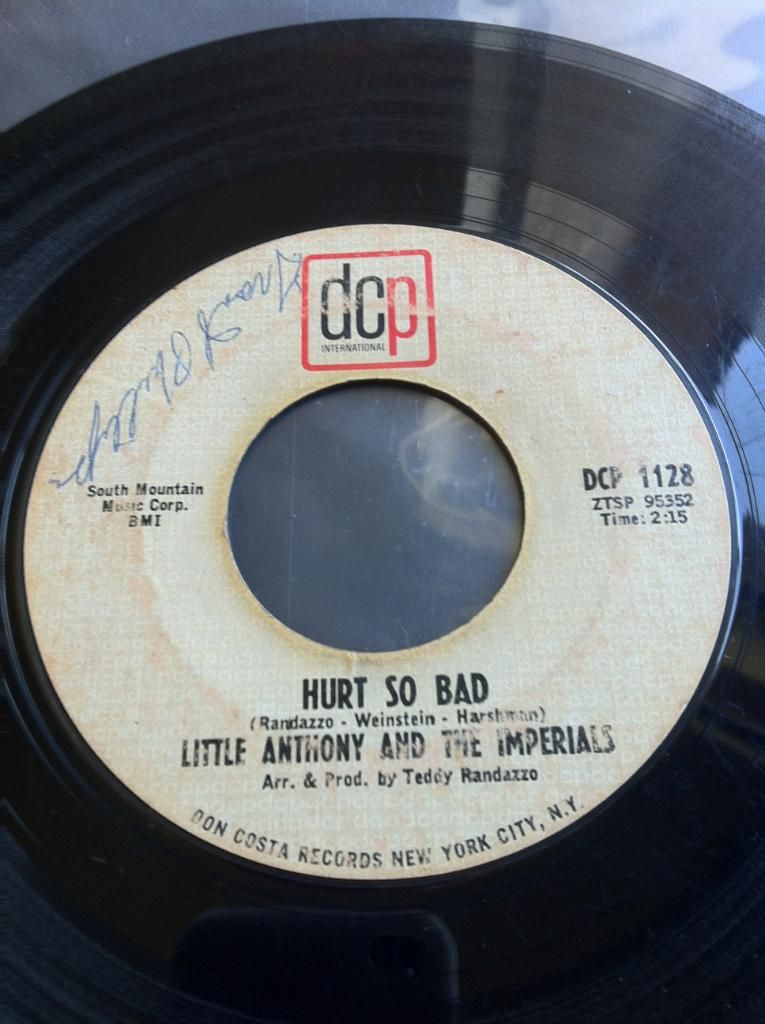 dcp
INTERNATIONAL
South Mountain
Music Corp.
BMI
DCP 1128
ZTSP 95352
Time: 2:15
HURT SO BAD
(Randazzo - Weinstein - Harshman)
LITTLE ANTHONY AND THE IMPERIALS
Arr. & Prod. by Teddy Randazzo
DON COSTA RECORDS NEW YORK CITY, N.Y.